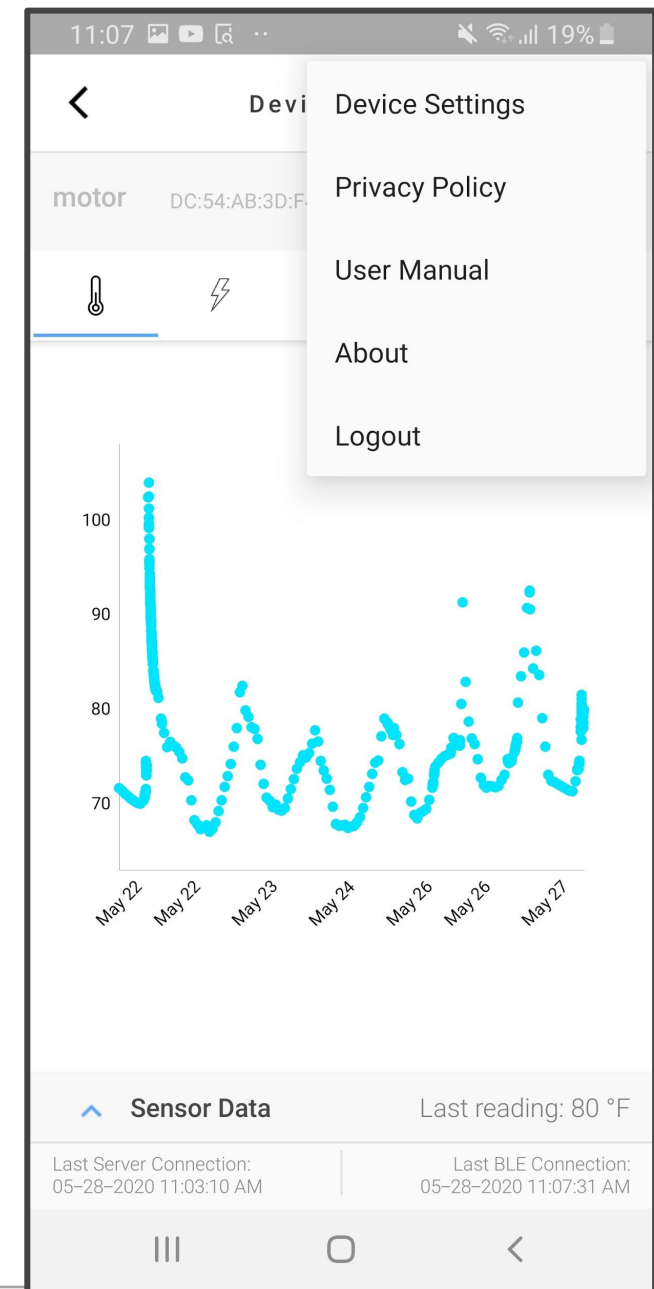 11:07
19%
Devi
Device Settings
motor
DC:54:AB:3D:F
Privacy Policy
User Manual
About
Logout
100
90
80
70
May 22
May 22
May 23
May 24
May 26
May 26
May 27
Sensor Data
Last reading: 80 °F
Last Server Connection:
05–28–2020 11:03:10 AM
Last BLE Connection:
05–28–2020 11:07:31 AM